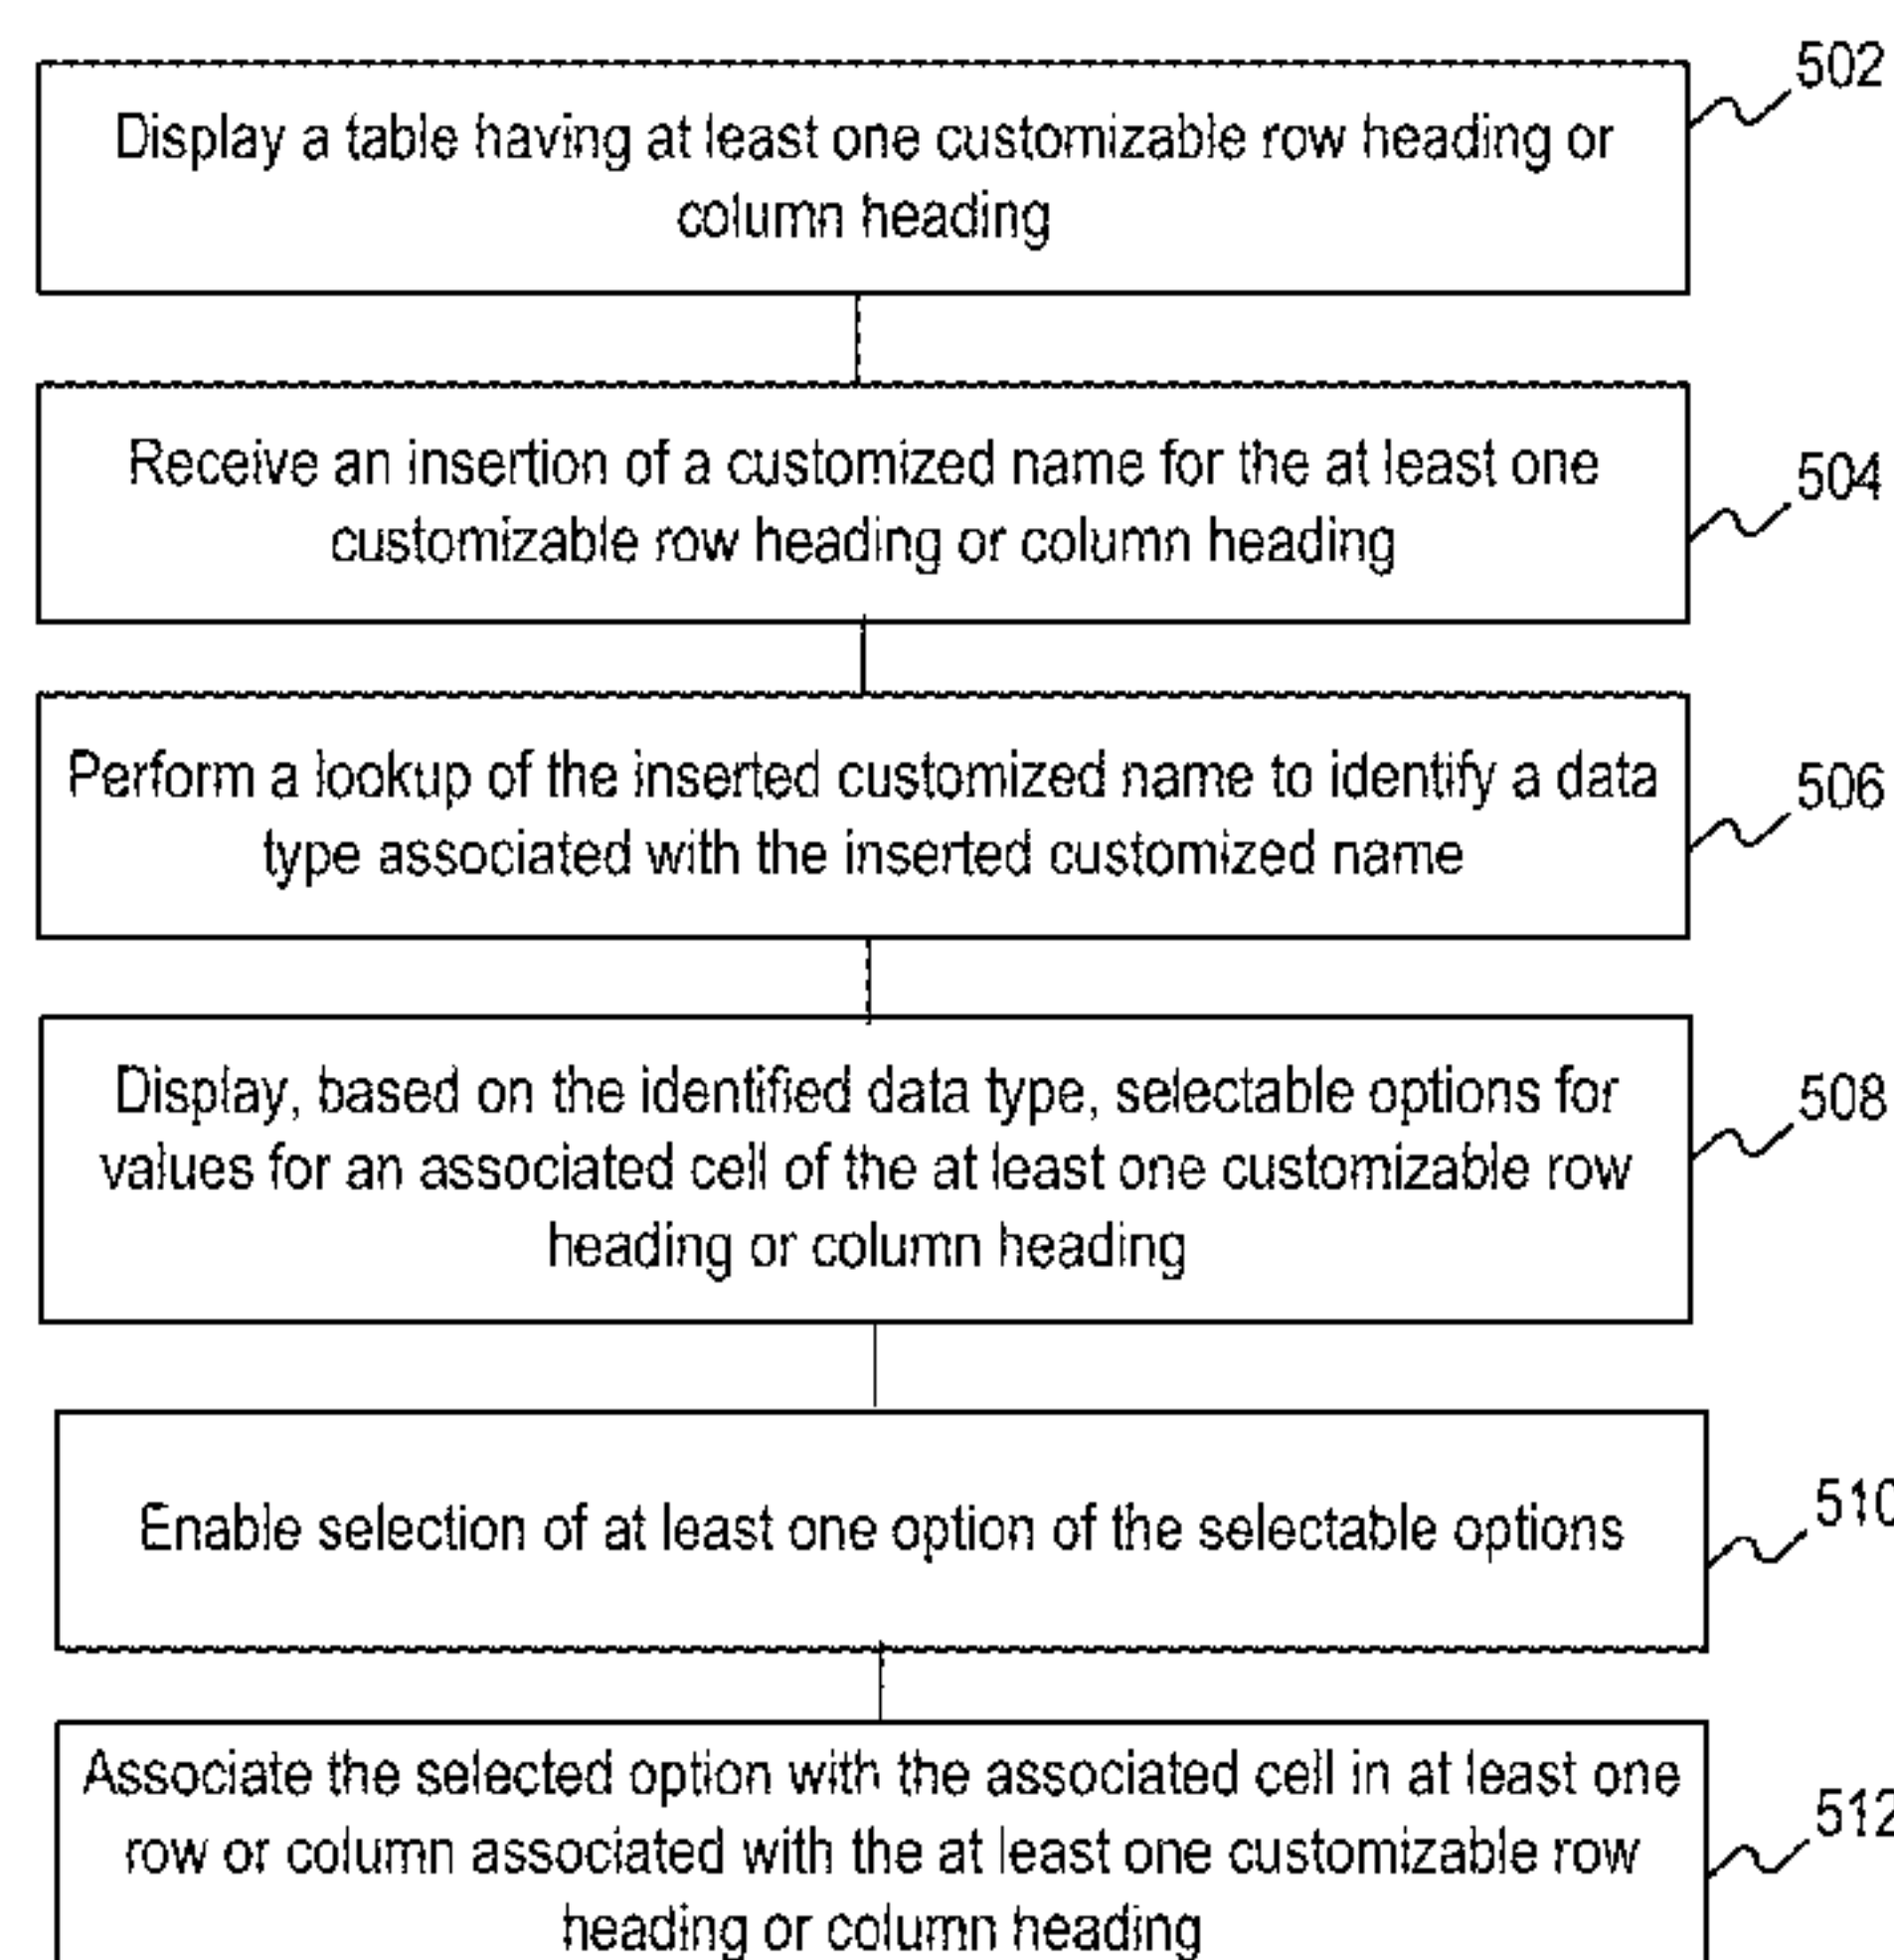 502
Display a table having at least one customizable row heading or
column heading
Receive an insertion of a customized name for the at least one
customizable row heading or column heading
504
Perform a lookup of the inserted customized name to identify a data
type associated with the inserted customized name
506
Display, based on the identified data type, selectable options for
values for an associated cell of the at least one customizable row
heading or column heading
508
Enable selection of at least one option of the selectable options
510
Associate the selected option with the associated cell in at least one
row or column associated with the at least one customizable row
heading or column heading
512